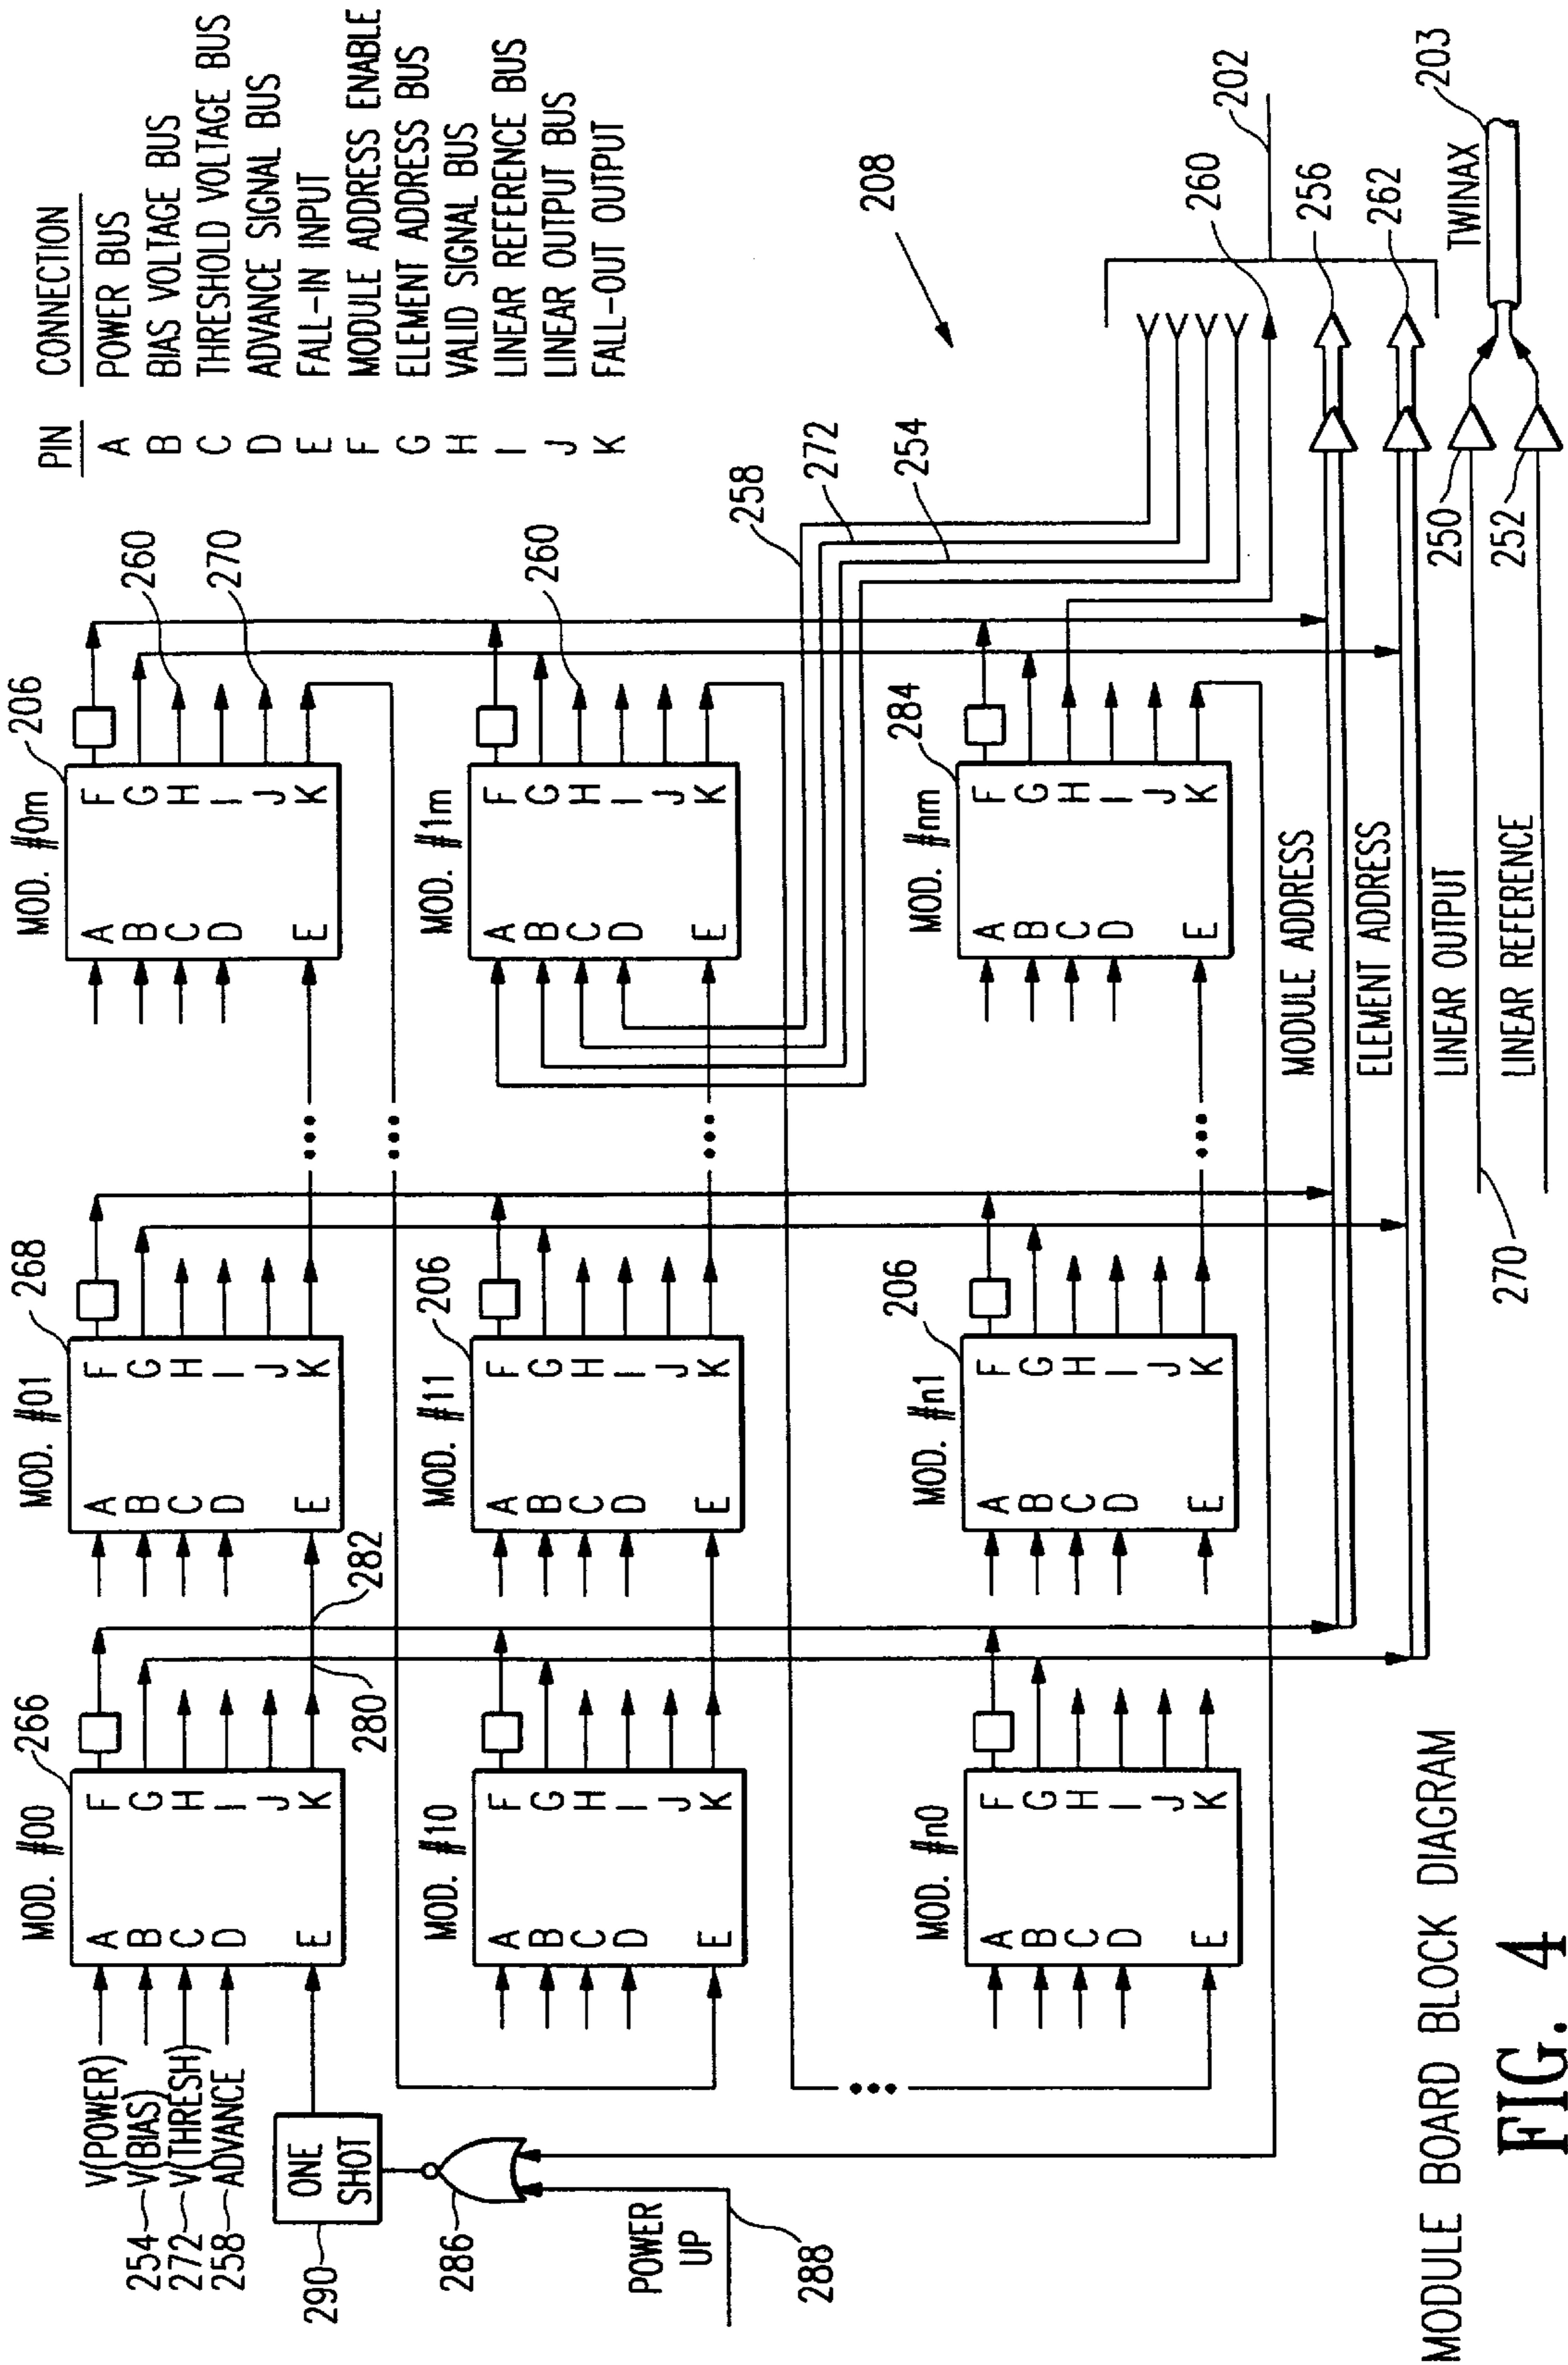 PIN CONNECTION
A POWER BUS
B BIAS VOLTAGE BUS
C THRESHOLD VOLTAGE BUS
D ADVANCE SIGNAL BUS
E FALL-IN INPUT
F MODULE ADDRESS ENABLE
G ELEMENT ADDRESS BUS
H VALID SIGNAL BUS
I LINEAR REFERENCE BUS
J LINEAR OUTPUT BUS
K FALL-OUT OUTPUT
V(POWER)
254 V(BIAS)
272 V(THRESH)
258 ADVANCE
290
ONE
SHOT
286
POWER
UP
288
MOD. #00
266
A B C D E
F G H I J K
280
282
MOD. #01
268
A B C D E
F G H I J K
MOD. #0m
206
A B C D E
F G H I J K
260
270
MOD. #10
A B C D E
F G H I J K
MOD. #11
206
A B C D E
F G H I J K
MOD. #1m
A B C D E
F G H I J K
260
258
272
254
208
MOD. #n0
A B C D E
F G H I J K
MOD. #n1
206
A B C D E
F G H I J K
MOD. #nm
284
A B C D E
F G H I J K
260
202
MODULE ADDRESS
256
ELEMENT ADDRESS
262
LINEAR OUTPUT
250
270
LINEAR REFERENCE
252
TWINAX
203
MODULE BOARD BLOCK DIAGRAM
FIG. 4